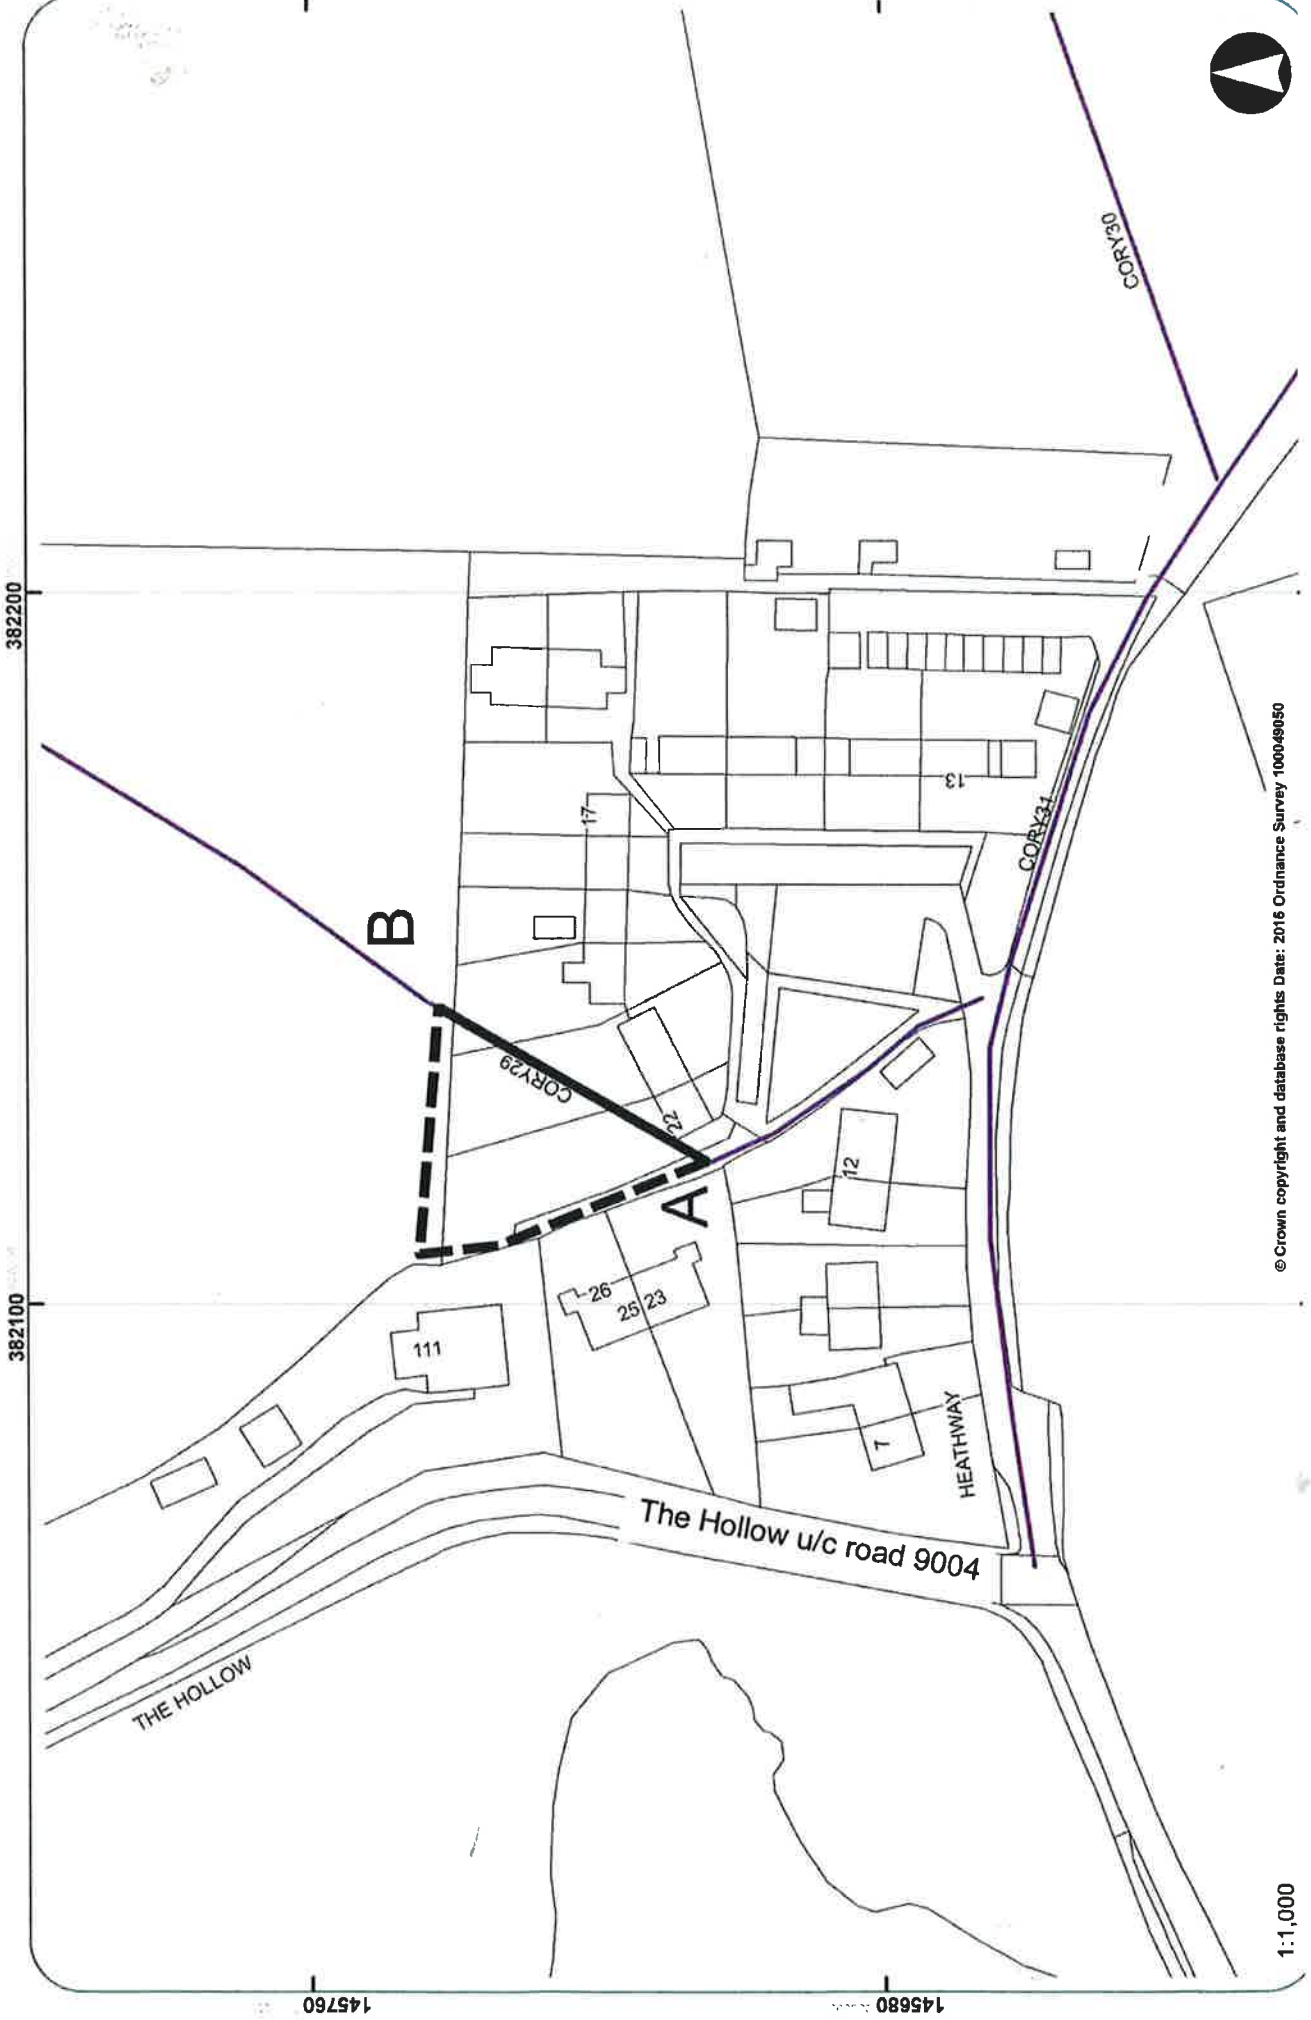 382200
382100
145760
145680
B
A
CORY29
CORY30
CORY31
17
13
22
12
26
25 23
111
7
HEATHWAY
The Hollow u/c road 9004
THE HOLLOW
© Crown copyright and database rights Date: 2016 Ordnance Survey 100049050
1:1,000